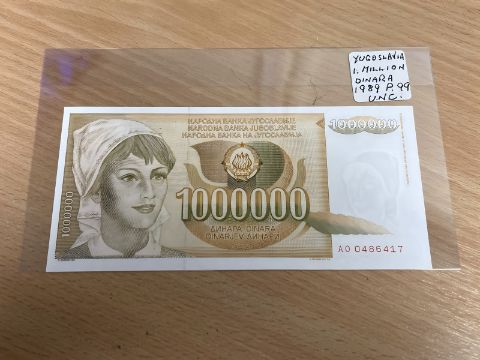 YUGOSLAVIA
1. MILLION
DINARA
1989 P.99
UNC.
НАРОДНА БАНКА ЈУГОСЛАВИЈЕ
NARODNA BANKA JUGOSLAVIJE
НАРОДНА БАНКА НА ЈУГОСЛАВИЈА
1000000
1000000
1000000
ДИНАРА DINARA
DINARJEV ДИНАРИ
AO 0466417